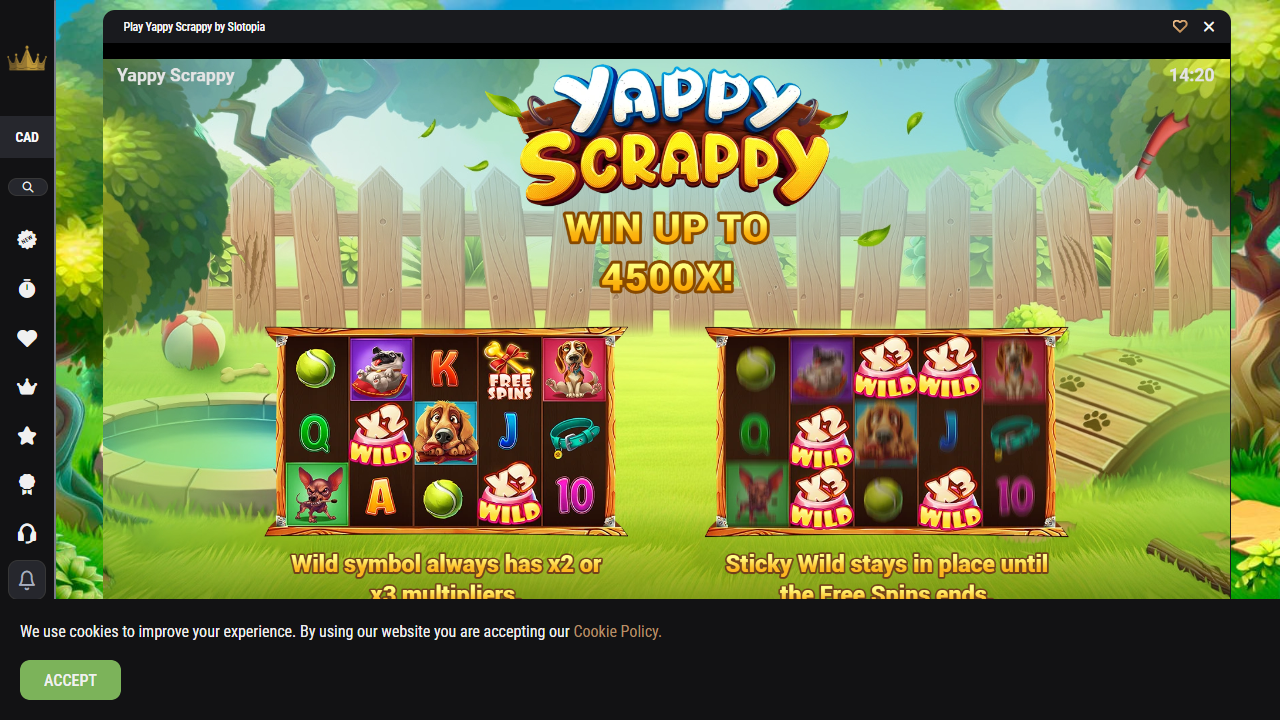 Play Yappy Scrappy by Slotopia
Yappy Scrappy
14:20
YAPPY
SCRAPPY
WIN UP TO
4500X!
CAD
NEW
K
FREE
SPINS
Q
X2
WILD
J
A
X3
WILD
10
X3
WILD
X2
WILD
Q
X2
WILD
J
X3
WILD
X3
WILD
10
Wild symbol always has x2 or
x3 multipliers.
Sticky Wild stays in place until
the Free Spins ends.
We use cookies to improve your experience. By using our website you are accepting our Cookie Policy.
ACCEPT